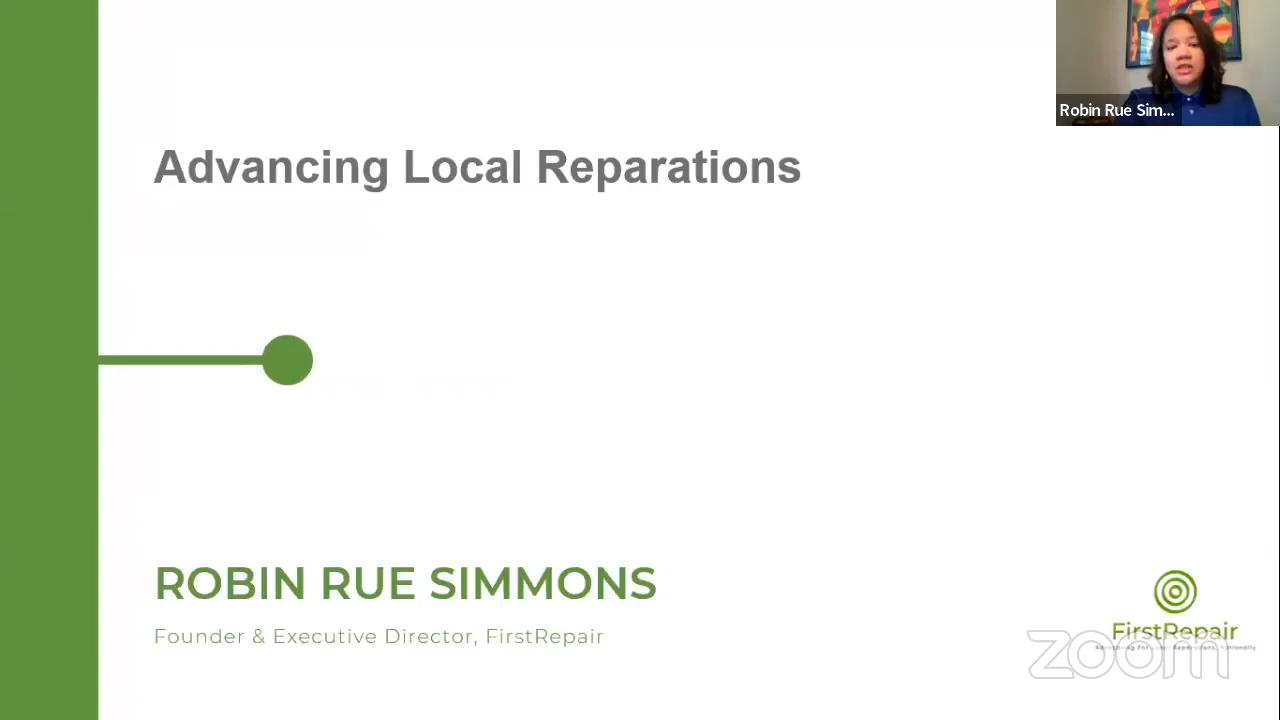 Robin Rue Sim...
Advancing Local Reparations
ROBIN RUE SIMMONS
Founder & Executive Director, FirstRepair
FirstRepair
zoom